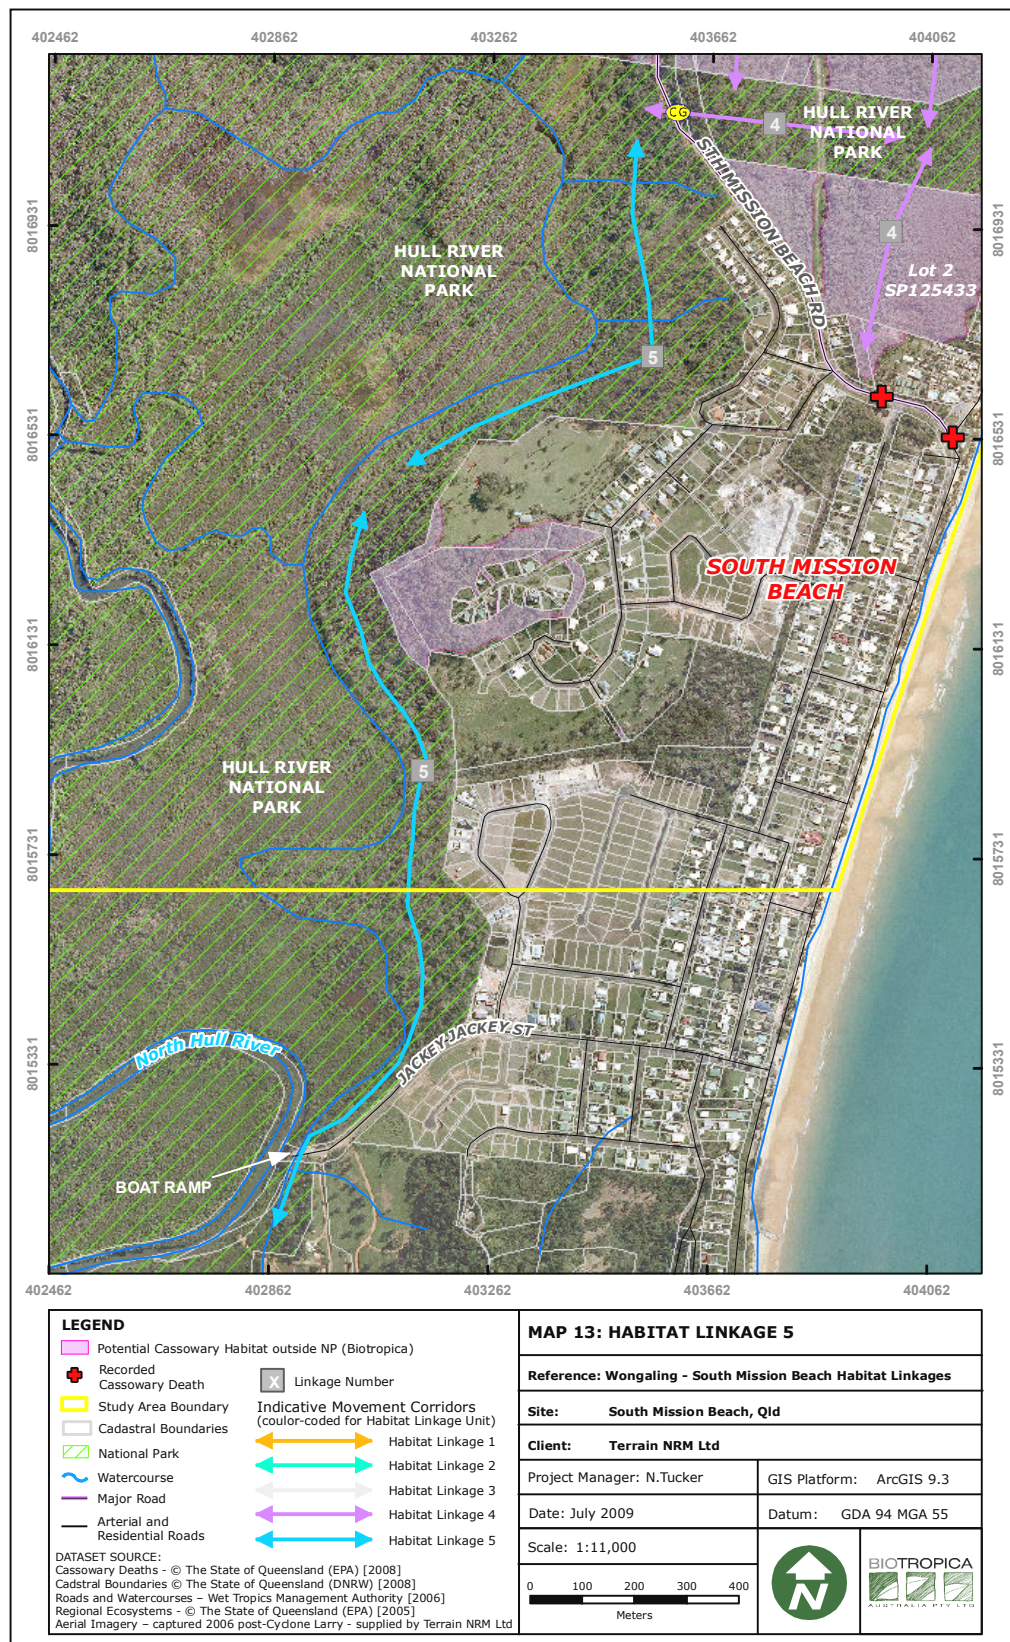 402462 402862 403262 403662 404062
HULL RIVER
NATIONAL
PARK
4
CG
STH MISSION BEACH RD
8016931
8016931
HULL RIVER
NATIONAL
PARK
4
Lot 2
SP125433
5
8016531
8016531
SOUTH MISSION
BEACH
8016131
8016131
HULL RIVER
NATIONAL
PARK
5
8015731
8015731
North Hull River
JACKEY JACKEY ST
8015331
8015331
BOAT RAMP
402462 402862 403262 403662 404062
LEGEND
Potential Cassowary Habitat outside NP (Biotropica)
Recorded
Cassowary Death
Study Area Boundary
Cadastral Boundaries
National Park
Watercourse
Major Road
Arterial and
Residential Roads
X Linkage Number
Indicative Movement Corridors
(coulor-coded for Habitat Linkage Unit)
Habitat Linkage 1
Habitat Linkage 2
Habitat Linkage 3
Habitat Linkage 4
Habitat Linkage 5
DATASET SOURCE:
Cassowary Deaths - © The State of Queensland (EPA) [2008]
Cadstral Boundaries © The State of Queensland (DNRW) [2008]
Roads and Watercourses – Wet Tropics Management Authority [2006]
Regional Ecosystems - © The State of Queensland (EPA) [2005]
Aerial Imagery – captured 2006 post-Cyclone Larry - supplied by Terrain NRM Ltd
MAP 13: HABITAT LINKAGE 5
Reference: Wongaling - South Mission Beach Habitat Linkages
Site: South Mission Beach, Qld
Client: Terrain NRM Ltd
Project Manager: N.Tucker
GIS Platform: ArcGIS 9.3
Date: July 2009
Datum: GDA 94 MGA 55
Scale: 1:11,000
0 100 200 300 400
Meters
N
BIOTROPICA
AUSTRALIA PTY LTD